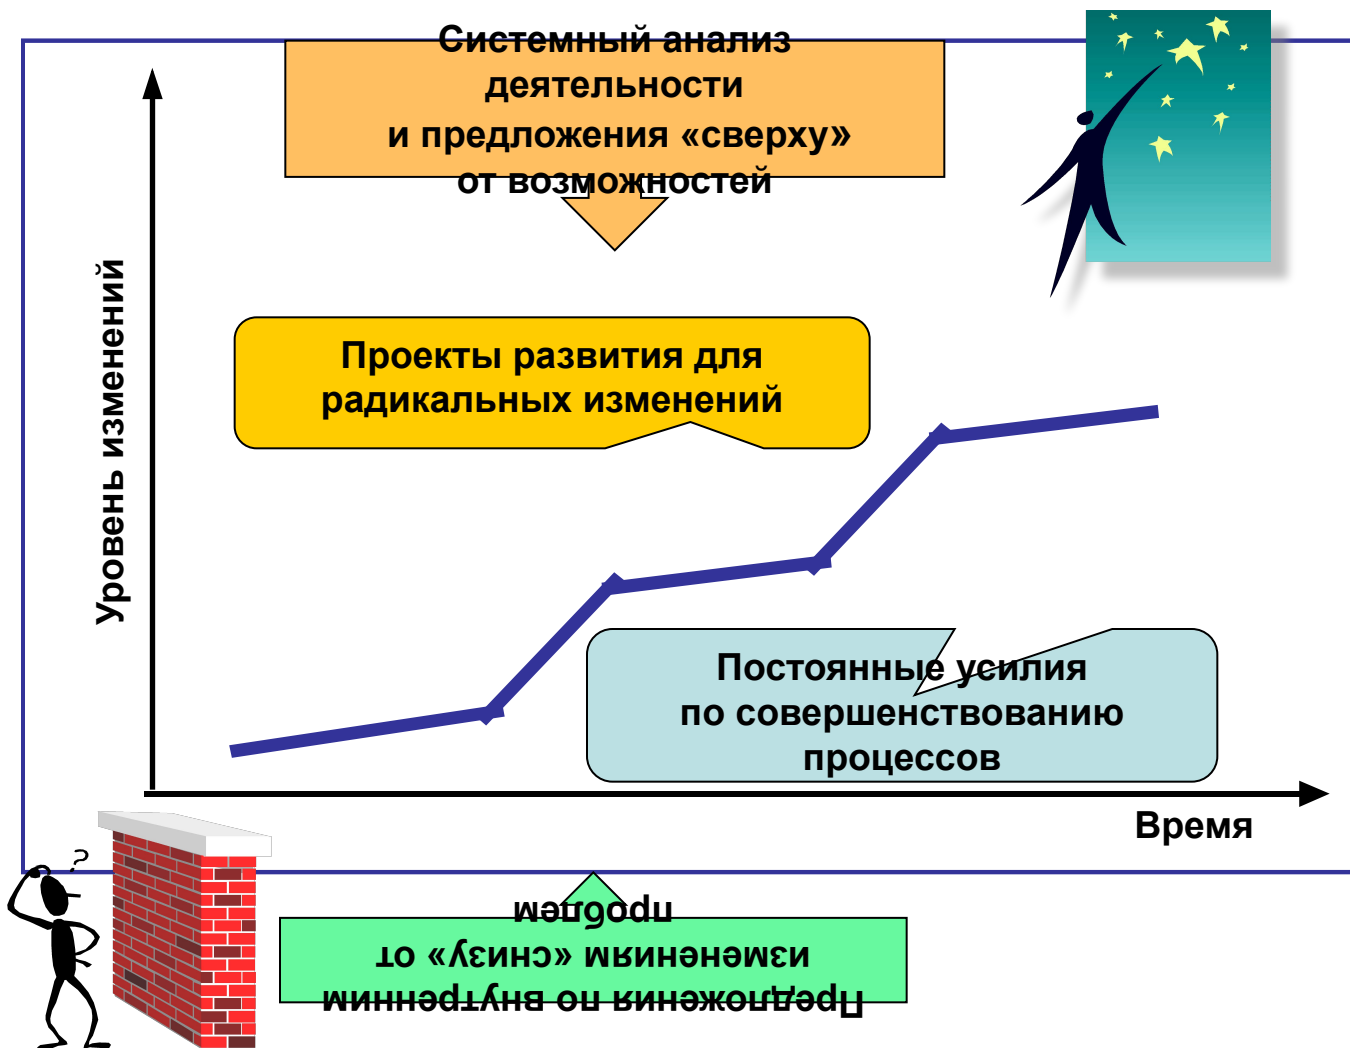 Системный анализ
деятельности
и предложения «сверху»
от возможностей
Проекты развития для
радикальных изменений
Уровень изменений
Постоянные усилия
по совершенствованию
процессов
Время
?
Предложения по внутренним
изменениям «снизу» от
проблем